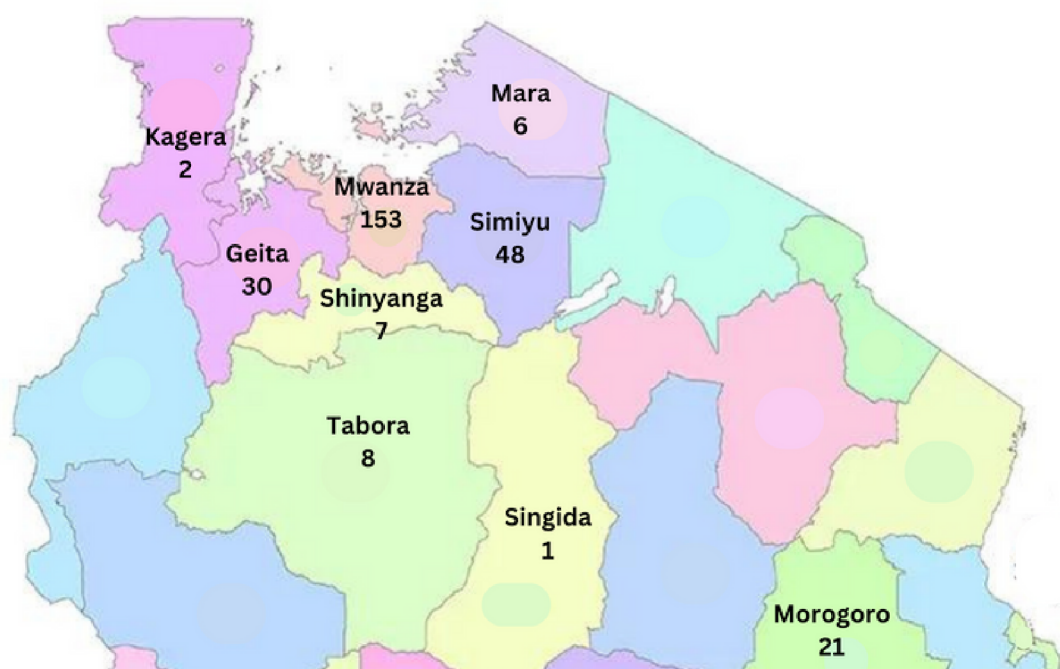 Mara
6
Kagera
2
Mwanza
153
Simiyu
48
Geita
30
Shinyanga
7
Tabora
8
Singida
1
Morogoro
21